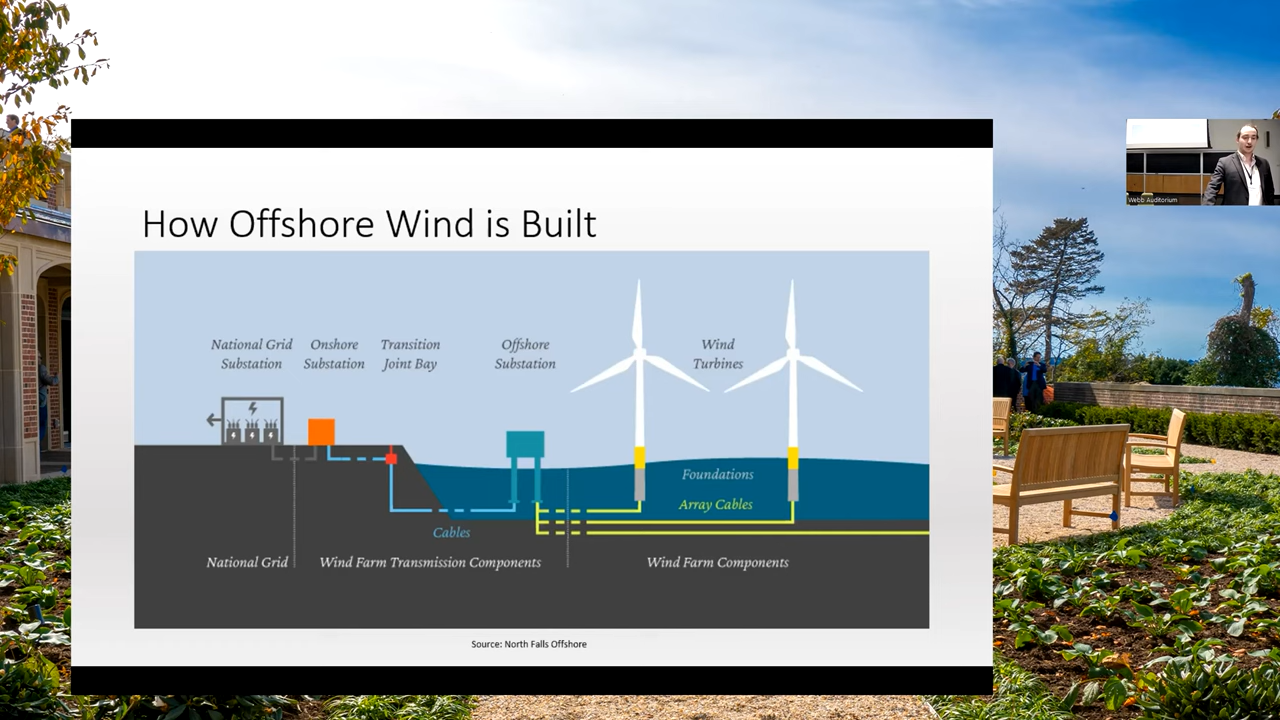 How Offshore Wind is Built
National Grid Substation
Onshore Substation
Transition Joint Bay
Offshore Substation
Wind Turbines
Foundations
Array Cables
Cables
National Grid
Wind Farm Transmission Components
Wind Farm Components
Source: North Falls Offshore
Webb Auditorium